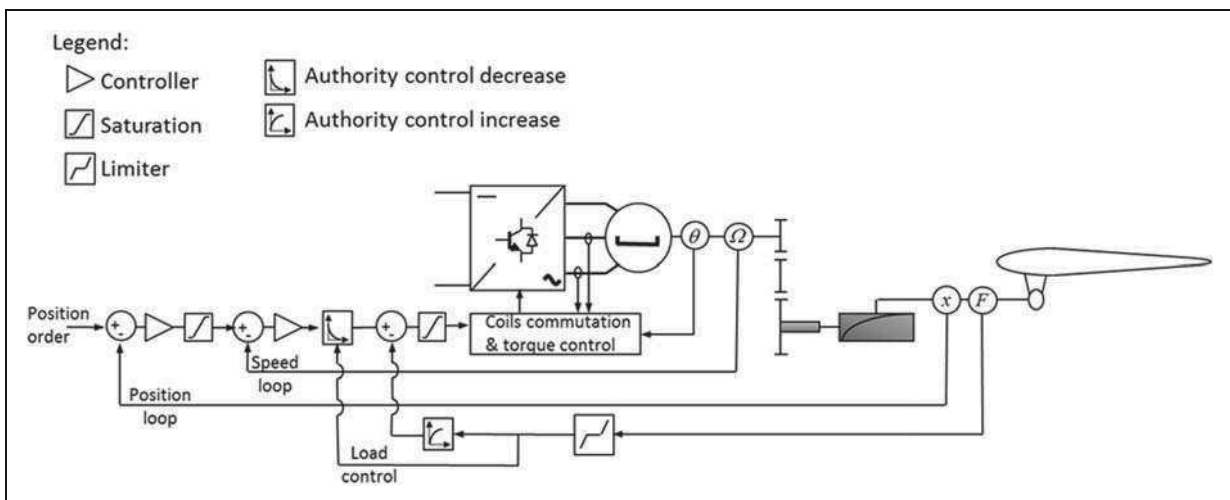 Legend:
Controller
Saturation
Limiter
Authority control decrease
Authority control increase
θ
Ω
x
F
Position
order
+
-
+
-
+
-
Coils commutation
& torque control
Speed
loop
Position
loop
Load
control